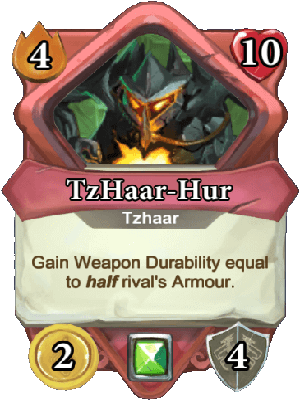 4
10
TzHaar-Hur
Tzhaar
Gain Weapon Durability equal
to half rival's Armour.
2
4